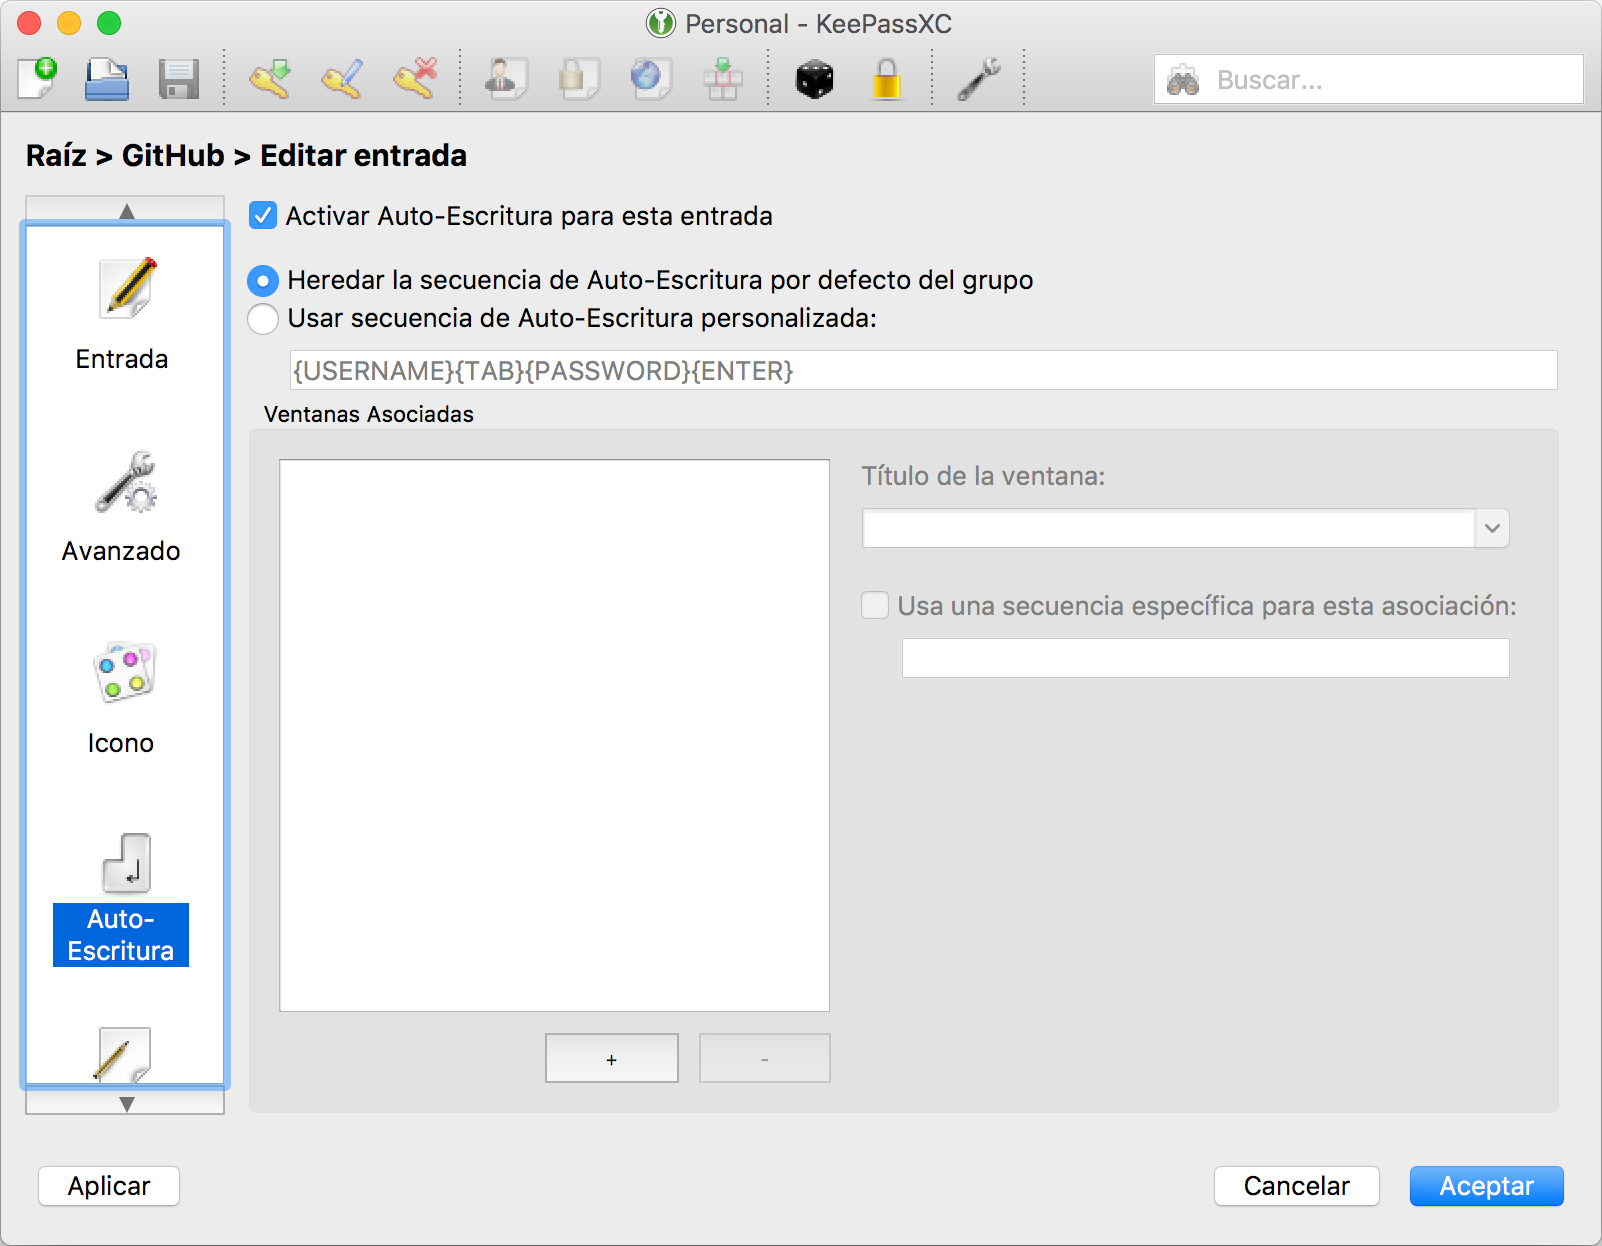 Personal - KeePassXC
Buscar...
Raíz > GitHub > Editar entrada
Entrada
Avanzado
Icono
Auto-
Escritura
Activar Auto-Escritura para esta entrada
Heredar la secuencia de Auto-Escritura por defecto del grupo
Usar secuencia de Auto-Escritura personalizada:
{USERNAME}{TAB}{PASSWORD}{ENTER}
Ventanas Asociadas
Título de la ventana:
Usa una secuencia específica para esta asociación:
+
-
Aplicar
Cancelar
Aceptar